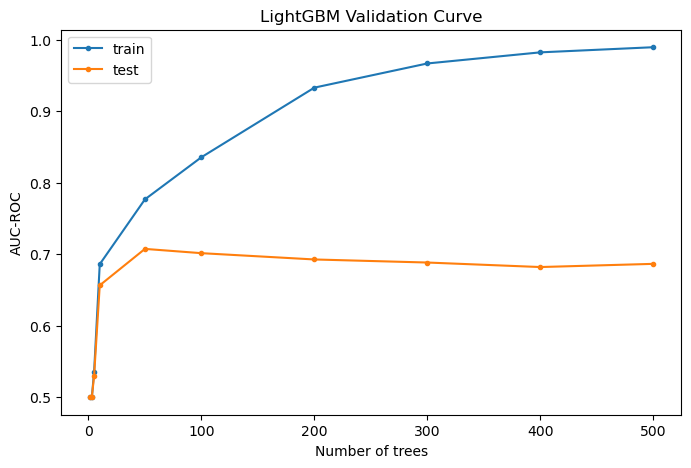 LightGBM Validation Curve
train
test
1.0
0.9
0.8
0.7
0.6
0.5
AUC-ROC
0 100 200 300 400 500
Number of trees